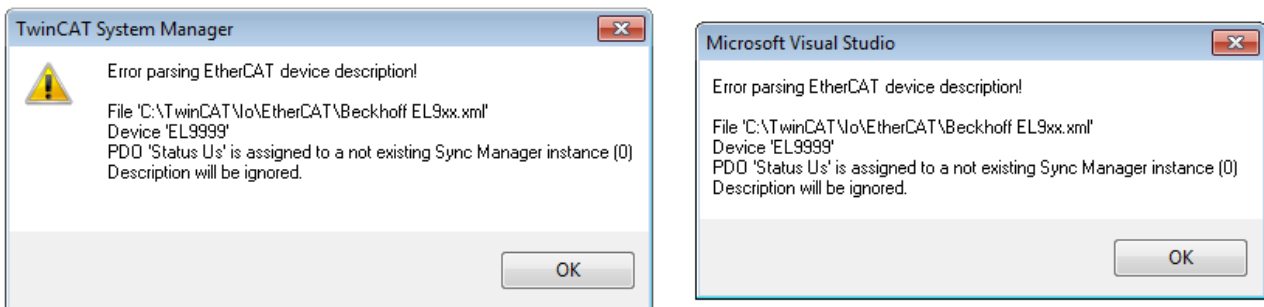 TwinCAT System Manager
Error parsing EtherCAT device description!
File 'C:\TwinCAT\Io\EtherCAT\Beckhoff EL9xx.xml'
Device 'EL9999'
PDO 'Status Us' is assigned to a not existing Sync Manager instance (0)
Description will be ignored.
OK
Microsoft Visual Studio
Error parsing EtherCAT device description!
File 'C:\TwinCAT\Io\EtherCAT\Beckhoff EL9xx.xml'
Device 'EL9999'
PDO 'Status Us' is assigned to a not existing Sync Manager instance (0)
Description will be ignored.
OK